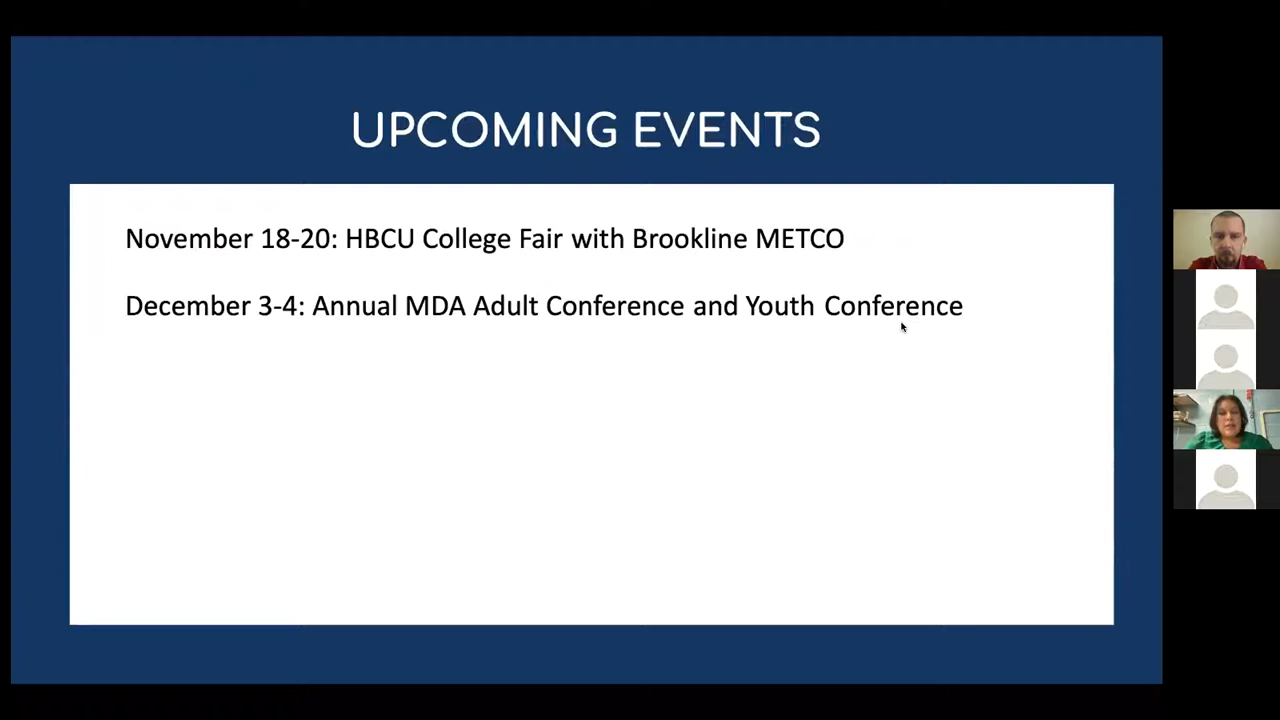 UPCOMING EVENTS
November 18-20: HBCU College Fair with Brookline METCO
December 3-4: Annual MDA Adult Conference and Youth Conference